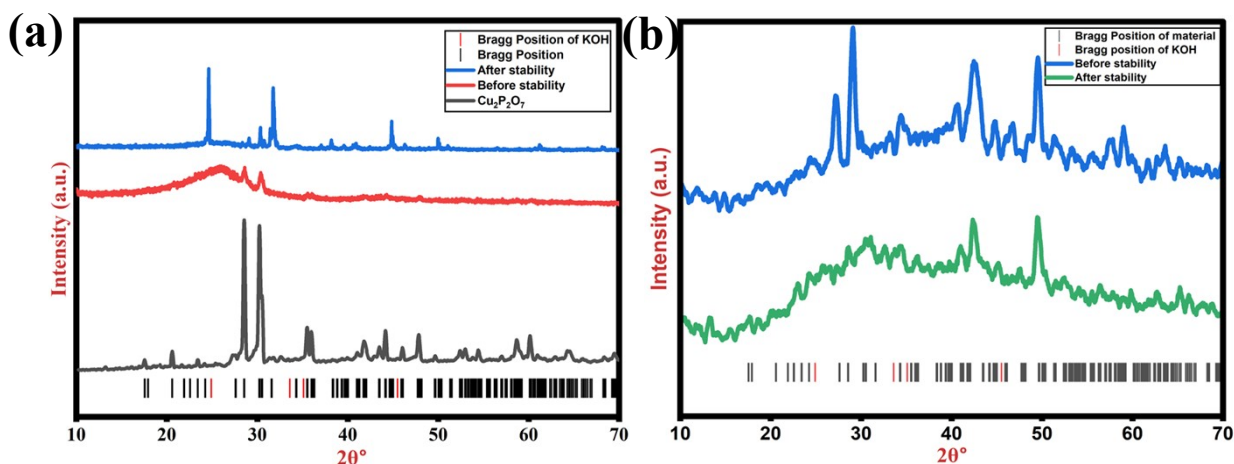 (a)
Bragg Position of KOH
Bragg Position
After stability
Before stability
Cu₂P₂O₇
Intensity (a.u.)
10 20 30 40 50 60 70
2θ°
(b)
Bragg Position of material
Bragg position of KOH
Before stability
After stability
Intensity (a.u.)
10 20 30 40 50 60 70
2θ°